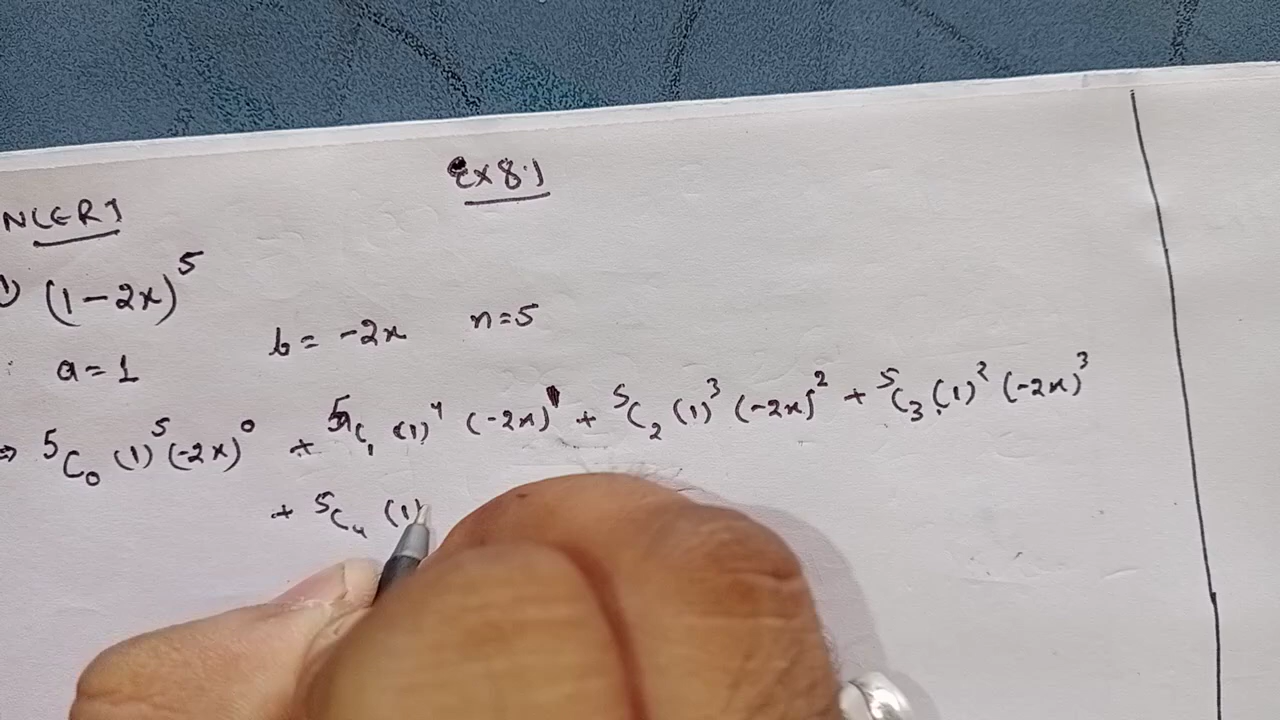 Ex 8.1
NCERT
1) (1-2x)⁵
a = 1 b = -2x n = 5
⇒ ⁵C₀ (1)⁵ (-2x)⁰ + ⁵C₁ (1)⁴ (-2x)¹ + ⁵C₂ (1)³ (-2x)² + ⁵C₃ (1)² (-2x)³
+ ⁵C₄ (1)